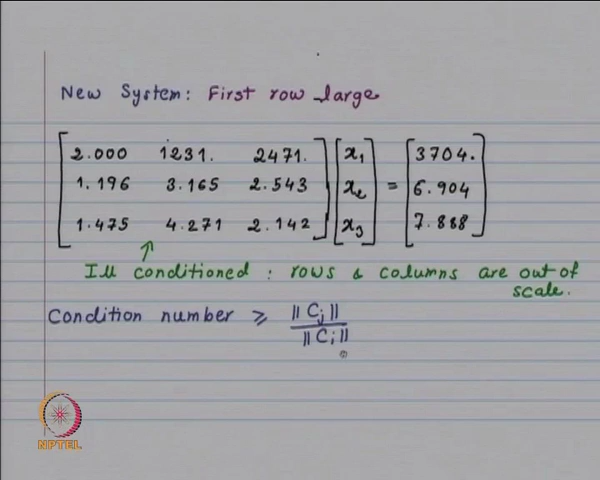 New System: First row large
2.000 1231. 2471. x1 3704.
1.196 3.165 2.543 x2 = 6.904
1.475 4.271 2.142 x3 7.888
Ill conditioned : rows & columns are out of
scale.
Condition number ≥ ||Cj|| / ||Ci||
NPTEL